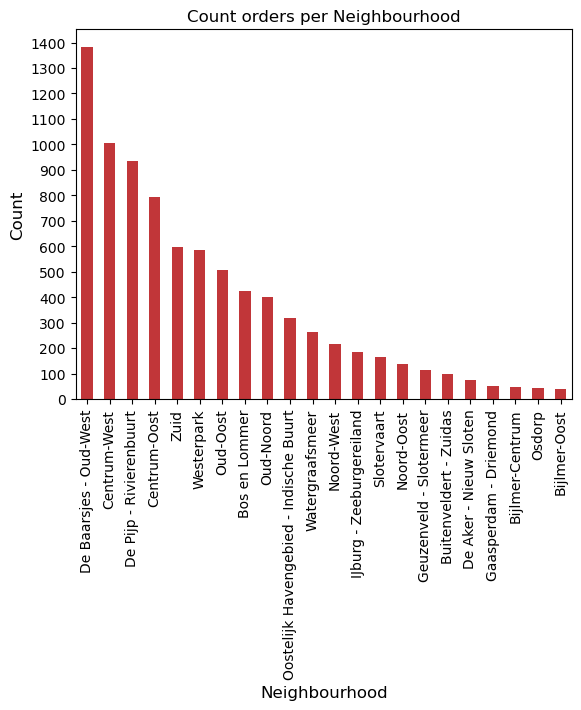 Count orders per Neighbourhood
Count
1400
1300
1200
1100
1000
900
800
700
600
500
400
300
200
100
0
De Baarsjes - Oud-West
Centrum-West
De Pijp - Rivierenbuurt
Centrum-Oost
Zuid
Westerpark
Oud-Oost
Bos en Lommer
Oud-Noord
Oostelijk Havengebied - Indische Buurt
Watergraafsmeer
Noord-West
IJburg - Zeeburgereiland
Slotervaart
Noord-Oost
Geuzenveld - Slotermeer
Buitenveldert - Zuidas
De Aker - Nieuw Sloten
Gaasperdam - Driemond
Bijlmer-Centrum
Osdorp
Bijlmer-Oost
Neighbourhood